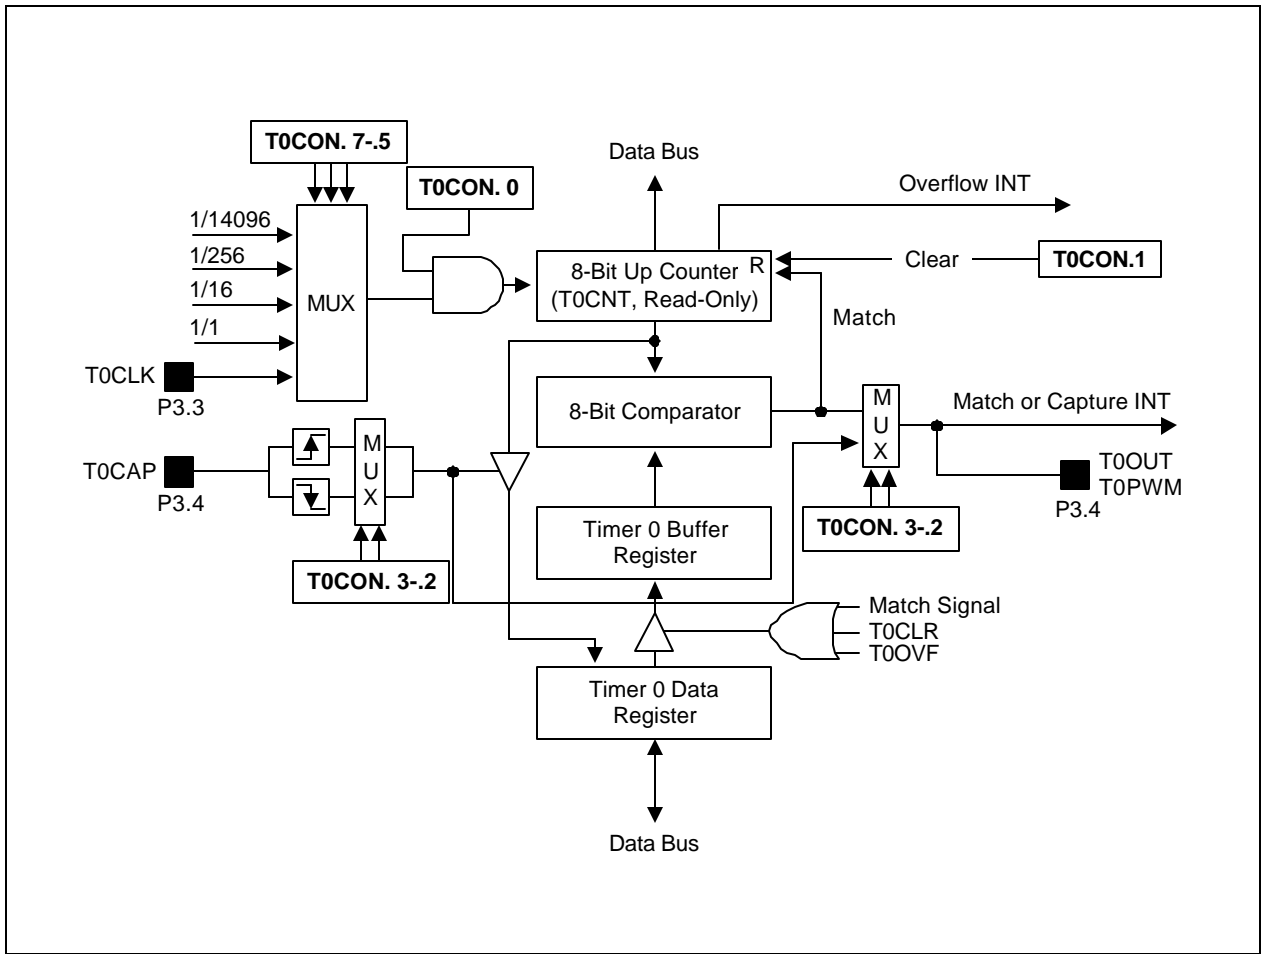 T0CON. 7-.5
Data Bus
T0CON. 0
Overflow INT
1/14096
1/256
1/16
1/1
MUX
8-Bit Up Counter R
(T0CNT, Read-Only)
Clear
T0CON.1
Match
T0CLK
P3.3
8-Bit Comparator
M
U
X
Match or Capture INT
T0CAP
P3.4
M
U
X
T0OUT
T0PWM
P3.4
T0CON. 3-.2
Timer 0 Buffer
Register
T0CON. 3-.2
Match Signal
T0CLR
T0OVF
Timer 0 Data
Register
Data Bus